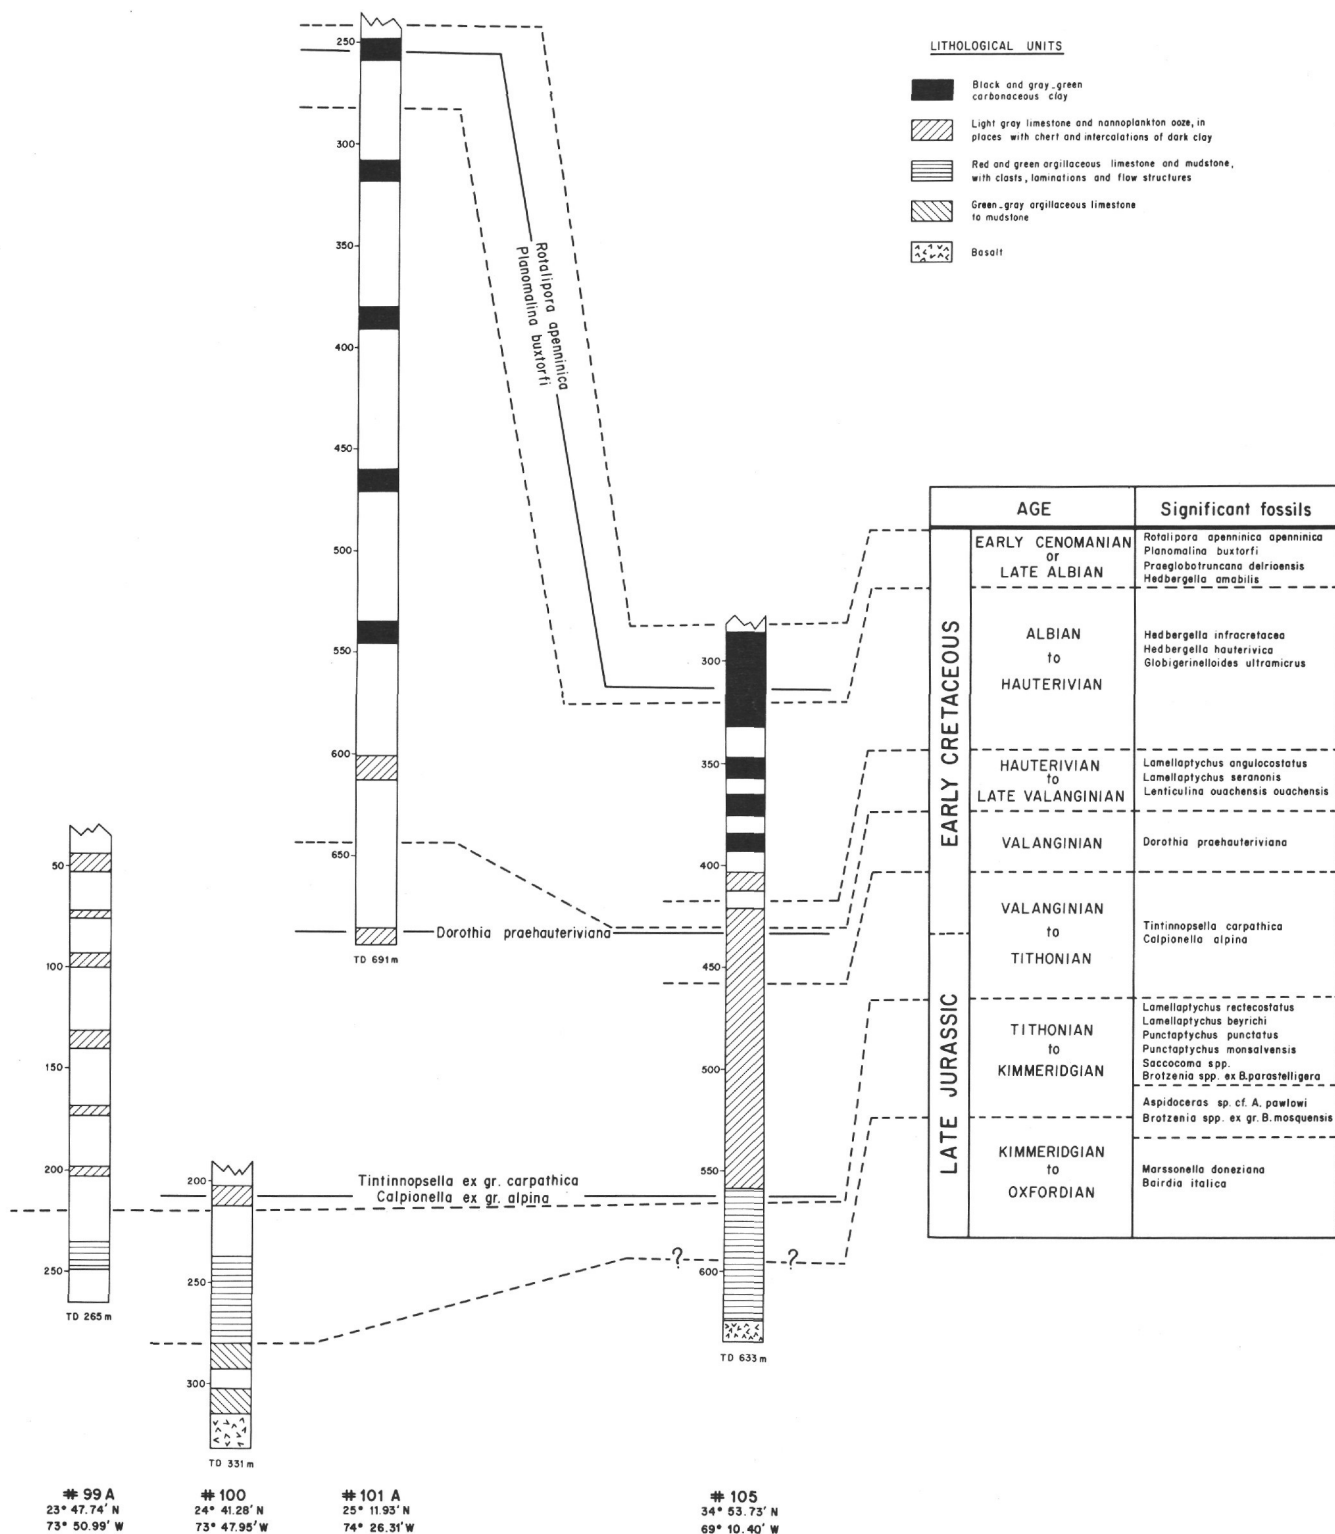 LITHOLOGICAL UNITS
Black and gray-green
carbonaceous clay
Light gray limestone and nannoplankton ooze, in
places with chert and intercalations of dark clay
Red and green argillaceous limestone and mudstone,
with clasts, laminations and flow structures
Green-gray argillaceous limestone
to mudstone
Basalt
250
300
350
400
450
500
550
600
650
TD 691 m
Rotalipora apenninica
Planomalina buxtorfi
Dorothia praehauteriviana
50
100
150
200
250
TD 265 m
200
250
300
TD 331 m
Tintinnopsella ex gr. carpathica
Calpionella ex gr. alpina
300
350
400
450
500
550
600
? ?
TD 633 m
AGE Significant fossils
EARLY CRETACEOUS
LATE JURASSIC
EARLY CENOMANIAN
or
LATE ALBIAN
Rotalipora apenninica apenninica
Planomalina buxtorfi
Praeglobotruncana delrioensis
Hedbergella amabilis
ALBIAN
to
HAUTERIVIAN
Hedbergella infracretacea
Hedbergella hauterivica
Globigerinelloides ultramicrus
HAUTERIVIAN
to
LATE VALANGINIAN
Lamellaptychus angulocostatus
Lamellaptychus seranonis
Lenticulina ouachensis ouachensis
VALANGINIAN
Dorothia praehauteriviana
VALANGINIAN
to
TITHONIAN
Tintinnopsella carpathica
Calpionella alpina
TITHONIAN
to
KIMMERIDGIAN
Lamellaptychus rectecostatus
Lamellaptychus beyrichi
Punctaptychus punctatus
Punctaptychus monsalvensis
Saccocoma spp.
Brotzenia spp. ex B.parastelligera
Aspidoceras sp. cf. A. pawlowi
Brotzenia spp. ex gr. B.mosquensis
KIMMERIDGIAN
to
OXFORDIAN
Marssonella doneziana
Bairdia italica
# 99 A
23° 47.74' N
73° 50.99' W
# 100
24° 41.28' N
73° 47.95' W
# 101 A
25° 11.93' N
74° 26.31' W
# 105
34° 53.73' N
69° 10.40' W